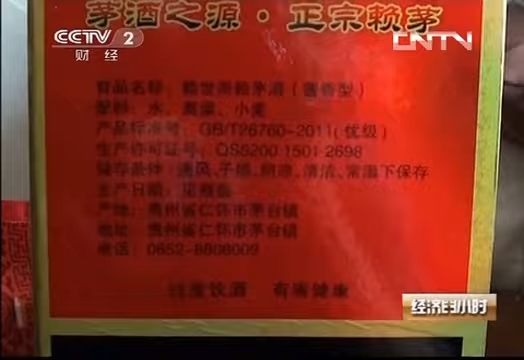 茅酒之源·正宗赖茅
CCTV 2
财经
CNTV
食品名称：赖世茅赖茅酒（酱香型）
配料：水、高粱、小麦
产品标准号：GB/T26760-2011(优级)
生产许可证号：QS5200 1501 2698
储存条件：通风、干燥、阴凉、清洁、常温下保存
生产日期：见瓶盖
产地：贵州省仁怀市茅台镇
地址：贵州省仁怀市茅台镇
电话：0852-8808009
过度饮酒 有害健康
经济半小时